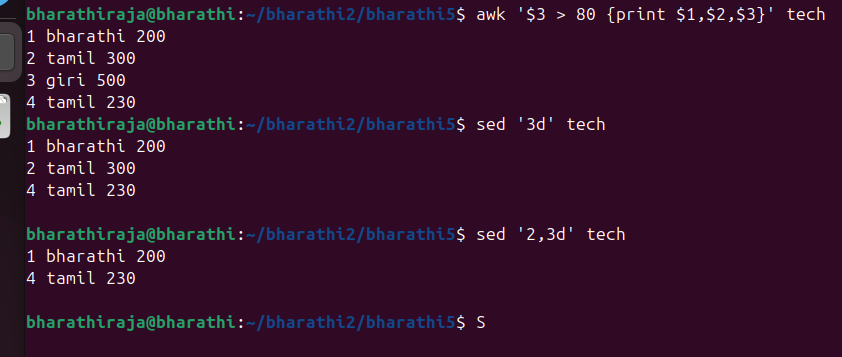 bharathiraja@bharathi:~/bharathi2/bharathi5$ awk '$3 > 80 {print $1,$2,$3}' tech
1 bharathi 200
2 tamil 300
3 giri 500
4 tamil 230
bharathiraja@bharathi:~/bharathi2/bharathi5$ sed '3d' tech
1 bharathi 200
2 tamil 300
4 tamil 230
bharathiraja@bharathi:~/bharathi2/bharathi5$ sed '2,3d' tech
1 bharathi 200
4 tamil 230
bharathiraja@bharathi:~/bharathi2/bharathi5$ S